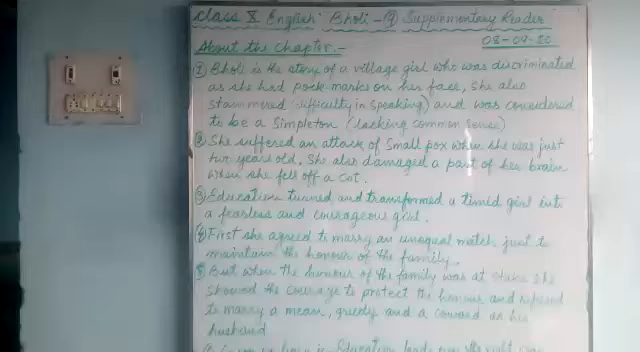 Class X English: Bholi - 9 Supplementary Reader
08-09-20
About the Chapter:-
① Bholi is the story of a village girl who was discriminated
as she had pock-marks on her face, She also
stammered (difficulty in speaking) and was considered
to be a simpleton (lacking common sense)
② She suffered an attack of small pox when she was just
two years old. She also damaged a part of her brain
when she fell off a cot.
③ Education turned and transformed a timid girl into
a fearless and courageous girl.
④ First she agreed to marry an unequal match just to
maintain the honour of the family.
⑤ But when the honour of the family was at stake she
showed the courage to protect the honour and refused
to marry a mean, greedy and a coward as his
husband
Education